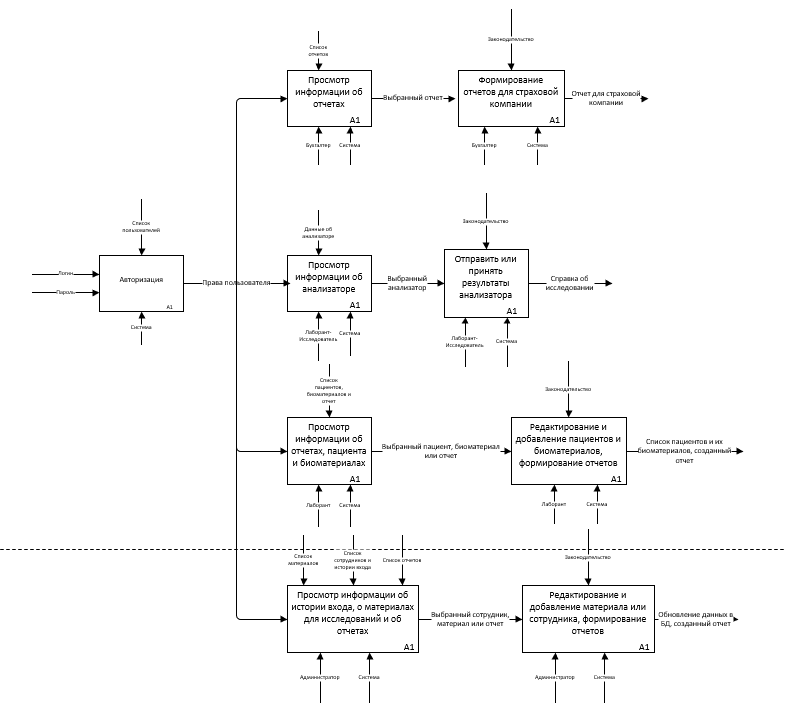 Список
отчетов
Законодательство
Просмотр
информации об
отчетах
A1
Выбранный отчет
Формирование
отчетов для страховой
компании
A1
Отчет для страховой
компании
Бухгалтер
Система
Бухгалтер
Система
Список
пользователей
Данные об
анализаторе
Законодательство
Логин
Пароль
Авторизация
A1
Система
Права пользователя
Просмотр
информации об
анализаторе
A1
Выбранный
анализатор
Отправить или
принять
результаты
анализатора
A1
Справка об
исследовании
Лаборант-
Исследователь
Система
Лаборант-
Исследователь
Система
Список
пациентов,
биоматериалов и
отчет
Законодательство
Просмотр
информации об
отчетах, пациента
и биоматериалах
A1
Выбранный пациент, биоматериал
или отчет
Редактирование и
добавление пациентов и
биоматериалов,
формирование отчетов
A1
Список пациентов и их
биоматериалов, созданный
отчет
Лаборант
Система
Лаборант
Система
Список
материалов
Список
сотрудников и
истории входа
Список отчетов
Законодательство
Просмотр информации об
истории входа, о материалах
для исследований и об
отчетах
A1
Выбранный сотрудник,
материал или отчет
Редактирование и
добавление материала или
сотрудника, формирование
отчетов
A1
Обновление данных в
БД, созданный отчет
Администратор
Система
Администратор
Система